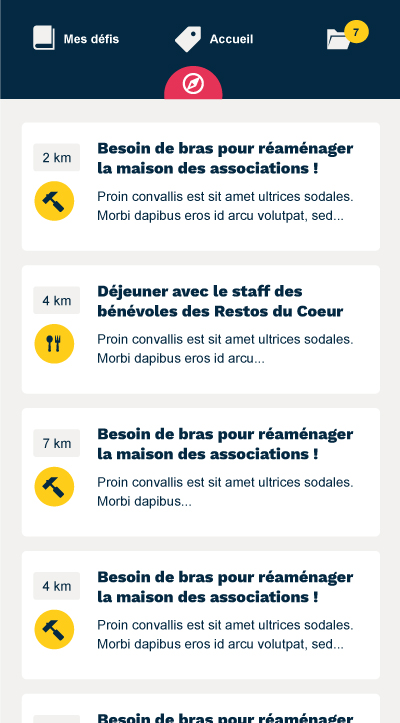 Mes défis
Accueil
7
2 km
Besoin de bras pour réaménager
la maison des associations !
Proin convallis est sit amet ultrices sodales.
Morbi dapibus eros id arcu volutpat, sed...
4 km
Déjeuner avec le staff des
bénévoles des Restos du Coeur
Proin convallis est sit amet ultrices sodales.
Morbi dapibus eros id arcu...
7 km
Besoin de bras pour réaménager
la maison des associations !
Proin convallis est sit amet ultrices sodales.
Morbi dapibus...
4 km
Besoin de bras pour réaménager
la maison des associations !
Proin convallis est sit amet ultrices sodales.
Morbi dapibus eros id arcu volutpat, sed...
Besoin de bras pour réaménager